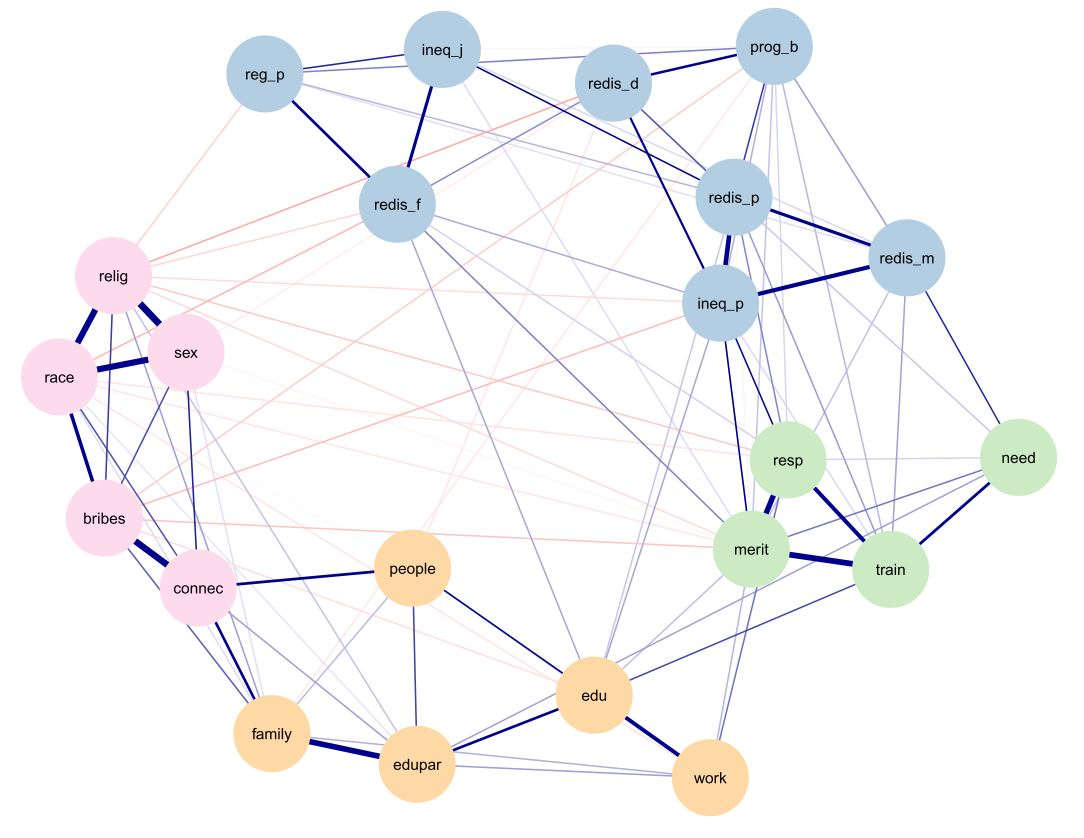 prog_b
ineq_j
reg_p
redis_d
redis_p
redis_f
redis_m
relig
ineq_p
sex
race
need
resp
bribes
merit
people
train
connec
edu
family
edupar
work